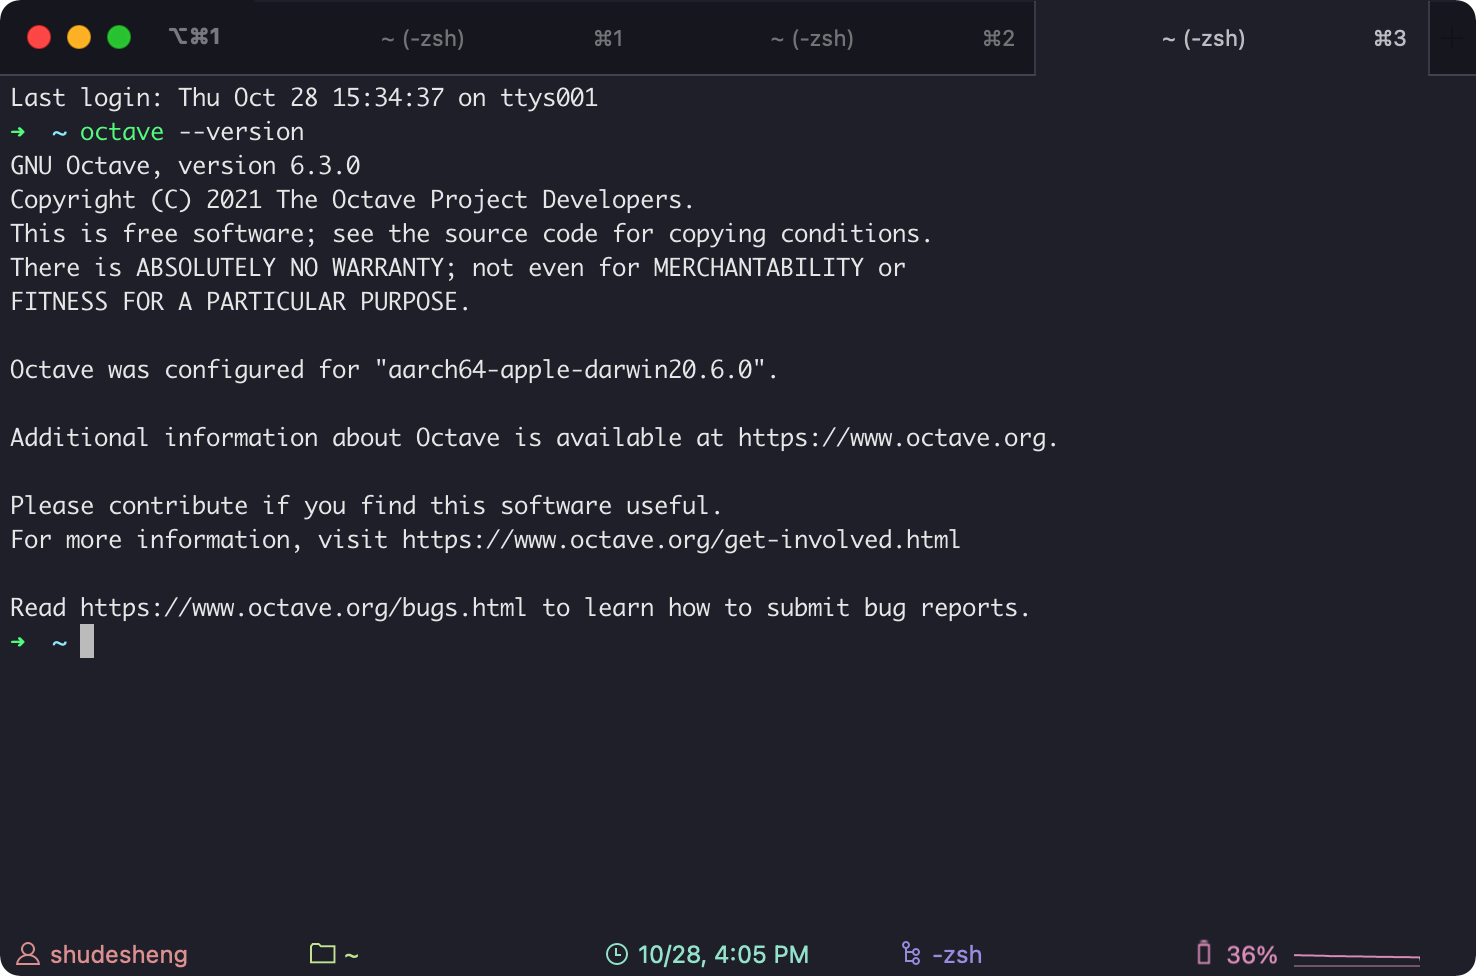 ⌥⌘1 ~ (-zsh) ⌘1 ~ (-zsh) ⌘2 ~ (-zsh) ⌘3 +
Last login: Thu Oct 28 15:34:37 on ttys001
➜  ~ octave --version
GNU Octave, version 6.3.0
Copyright (C) 2021 The Octave Project Developers.
This is free software; see the source code for copying conditions.
There is ABSOLUTELY NO WARRANTY; not even for MERCHANTABILITY or
FITNESS FOR A PARTICULAR PURPOSE.
Octave was configured for "aarch64-apple-darwin20.6.0".
Additional information about Octave is available at https://www.octave.org.
Please contribute if you find this software useful.
For more information, visit https://www.octave.org/get-involved.html
Read https://www.octave.org/bugs.html to learn how to submit bug reports.
➜  ~
shudesheng ~ 10/28, 4:05 PM -zsh 36%